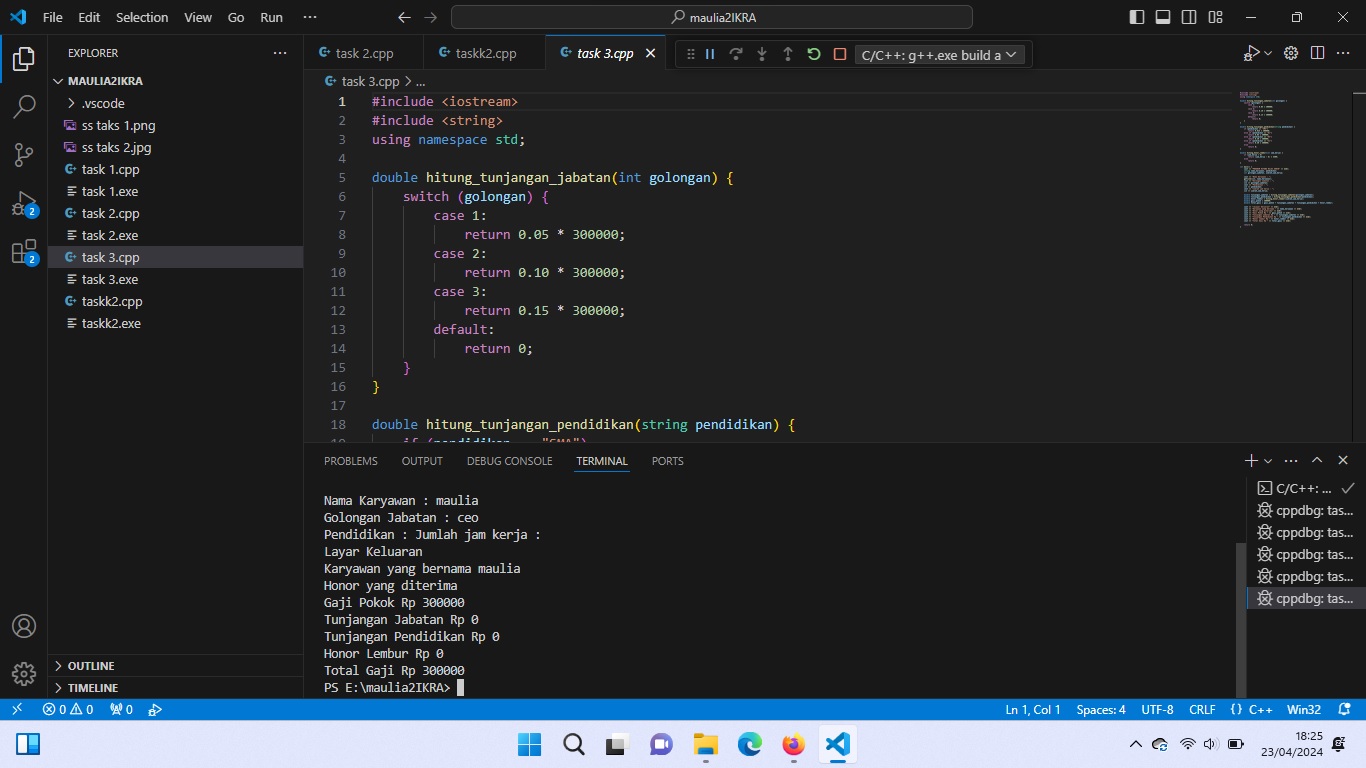 File Edit Selection View Go Run ··· maulia2IKRA
EXPLORER ···
MAULIA2IKRA
.vscode
ss taks 1.png
ss taks 2.jpg
task 1.cpp
task 1.exe
task 2.cpp
task 2.exe
task 3.cpp
task 3.exe
taskk2.cpp
taskk2.exe
OUTLINE
TIMELINE
2
2
task 2.cpp taskk2.cpp task 3.cpp C/C++: g++.exe build a
task 3.cpp > ...
1 #include <iostream>
2 #include <string>
3 using namespace std;
4
5 double hitung_tunjangan_jabatan(int golongan) {
6 switch (golongan) {
7 case 1:
8 return 0.05 * 300000;
9 case 2:
10 return 0.10 * 300000;
11 case 3:
12 return 0.15 * 300000;
13 default:
14 return 0;
15 }
16 }
17
18 double hitung_tunjangan_pendidikan(string pendidikan) {
PROBLEMS OUTPUT DEBUG CONSOLE TERMINAL PORTS
Nama Karyawan : maulia
Golongan Jabatan : ceo
Pendidikan : Jumlah jam kerja :
Layar Keluaran
Karyawan yang bernama maulia
Honor yang diterima
Gaji Pokok Rp 300000
Tunjangan Jabatan Rp 0
Tunjangan Pendidikan Rp 0
Honor Lembur Rp 0
Total Gaji Rp 300000
PS E:\maulia2IKRA>
C/C++: ...
cppdbg: tas...
cppdbg: tas...
cppdbg: tas...
cppdbg: tas...
cppdbg: tas...
0 0 0 Ln 1, Col 1 Spaces: 4 UTF-8 CRLF {} C++ Win32
18:25
23/04/2024